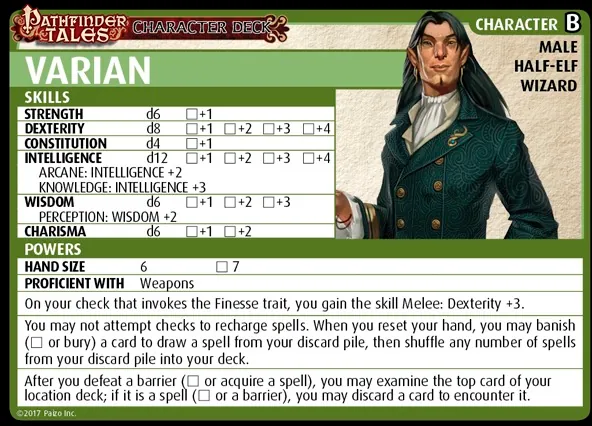 PATHFINDER
TALES CHARACTER DECK
CHARACTER B
MALE
HALF-ELF
WIZARD
VARIAN
SKILLS
STRENGTH d6 □+1
DEXTERITY d8 □+1 □+2 □+3 □+4
CONSTITUTION d4 □+1
INTELLIGENCE d12 □+1 □+2 □+3 □+4
ARCANE: INTELLIGENCE +2
KNOWLEDGE: INTELLIGENCE +3
WISDOM d6 □+1 □+2 □+3
PERCEPTION: WISDOM +2
CHARISMA d6 □+1 □+2
POWERS
HAND SIZE 6 □ 7
PROFICIENT WITH Weapons
On your check that invokes the Finesse trait, you gain the skill Melee: Dexterity +3.
You may not attempt checks to recharge spells. When you reset your hand, you may banish
(□ or bury) a card to draw a spell from your discard pile, then shuffle any number of spells
from your discard pile into your deck.
After you defeat a barrier (□ or acquire a spell), you may examine the top card of your
location deck; if it is a spell (□ or a barrier), you may discard a card to encounter it.
©2017 Paizo Inc.